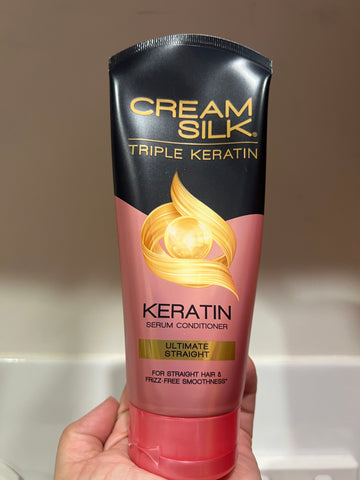 CREAM
SILK®
TRIPLE KERATIN
KERATIN
SERUM CONDITIONER
ULTIMATE
STRAIGHT
FOR STRAIGHT HAIR &
FRIZZ-FREE SMOOTHNESS*